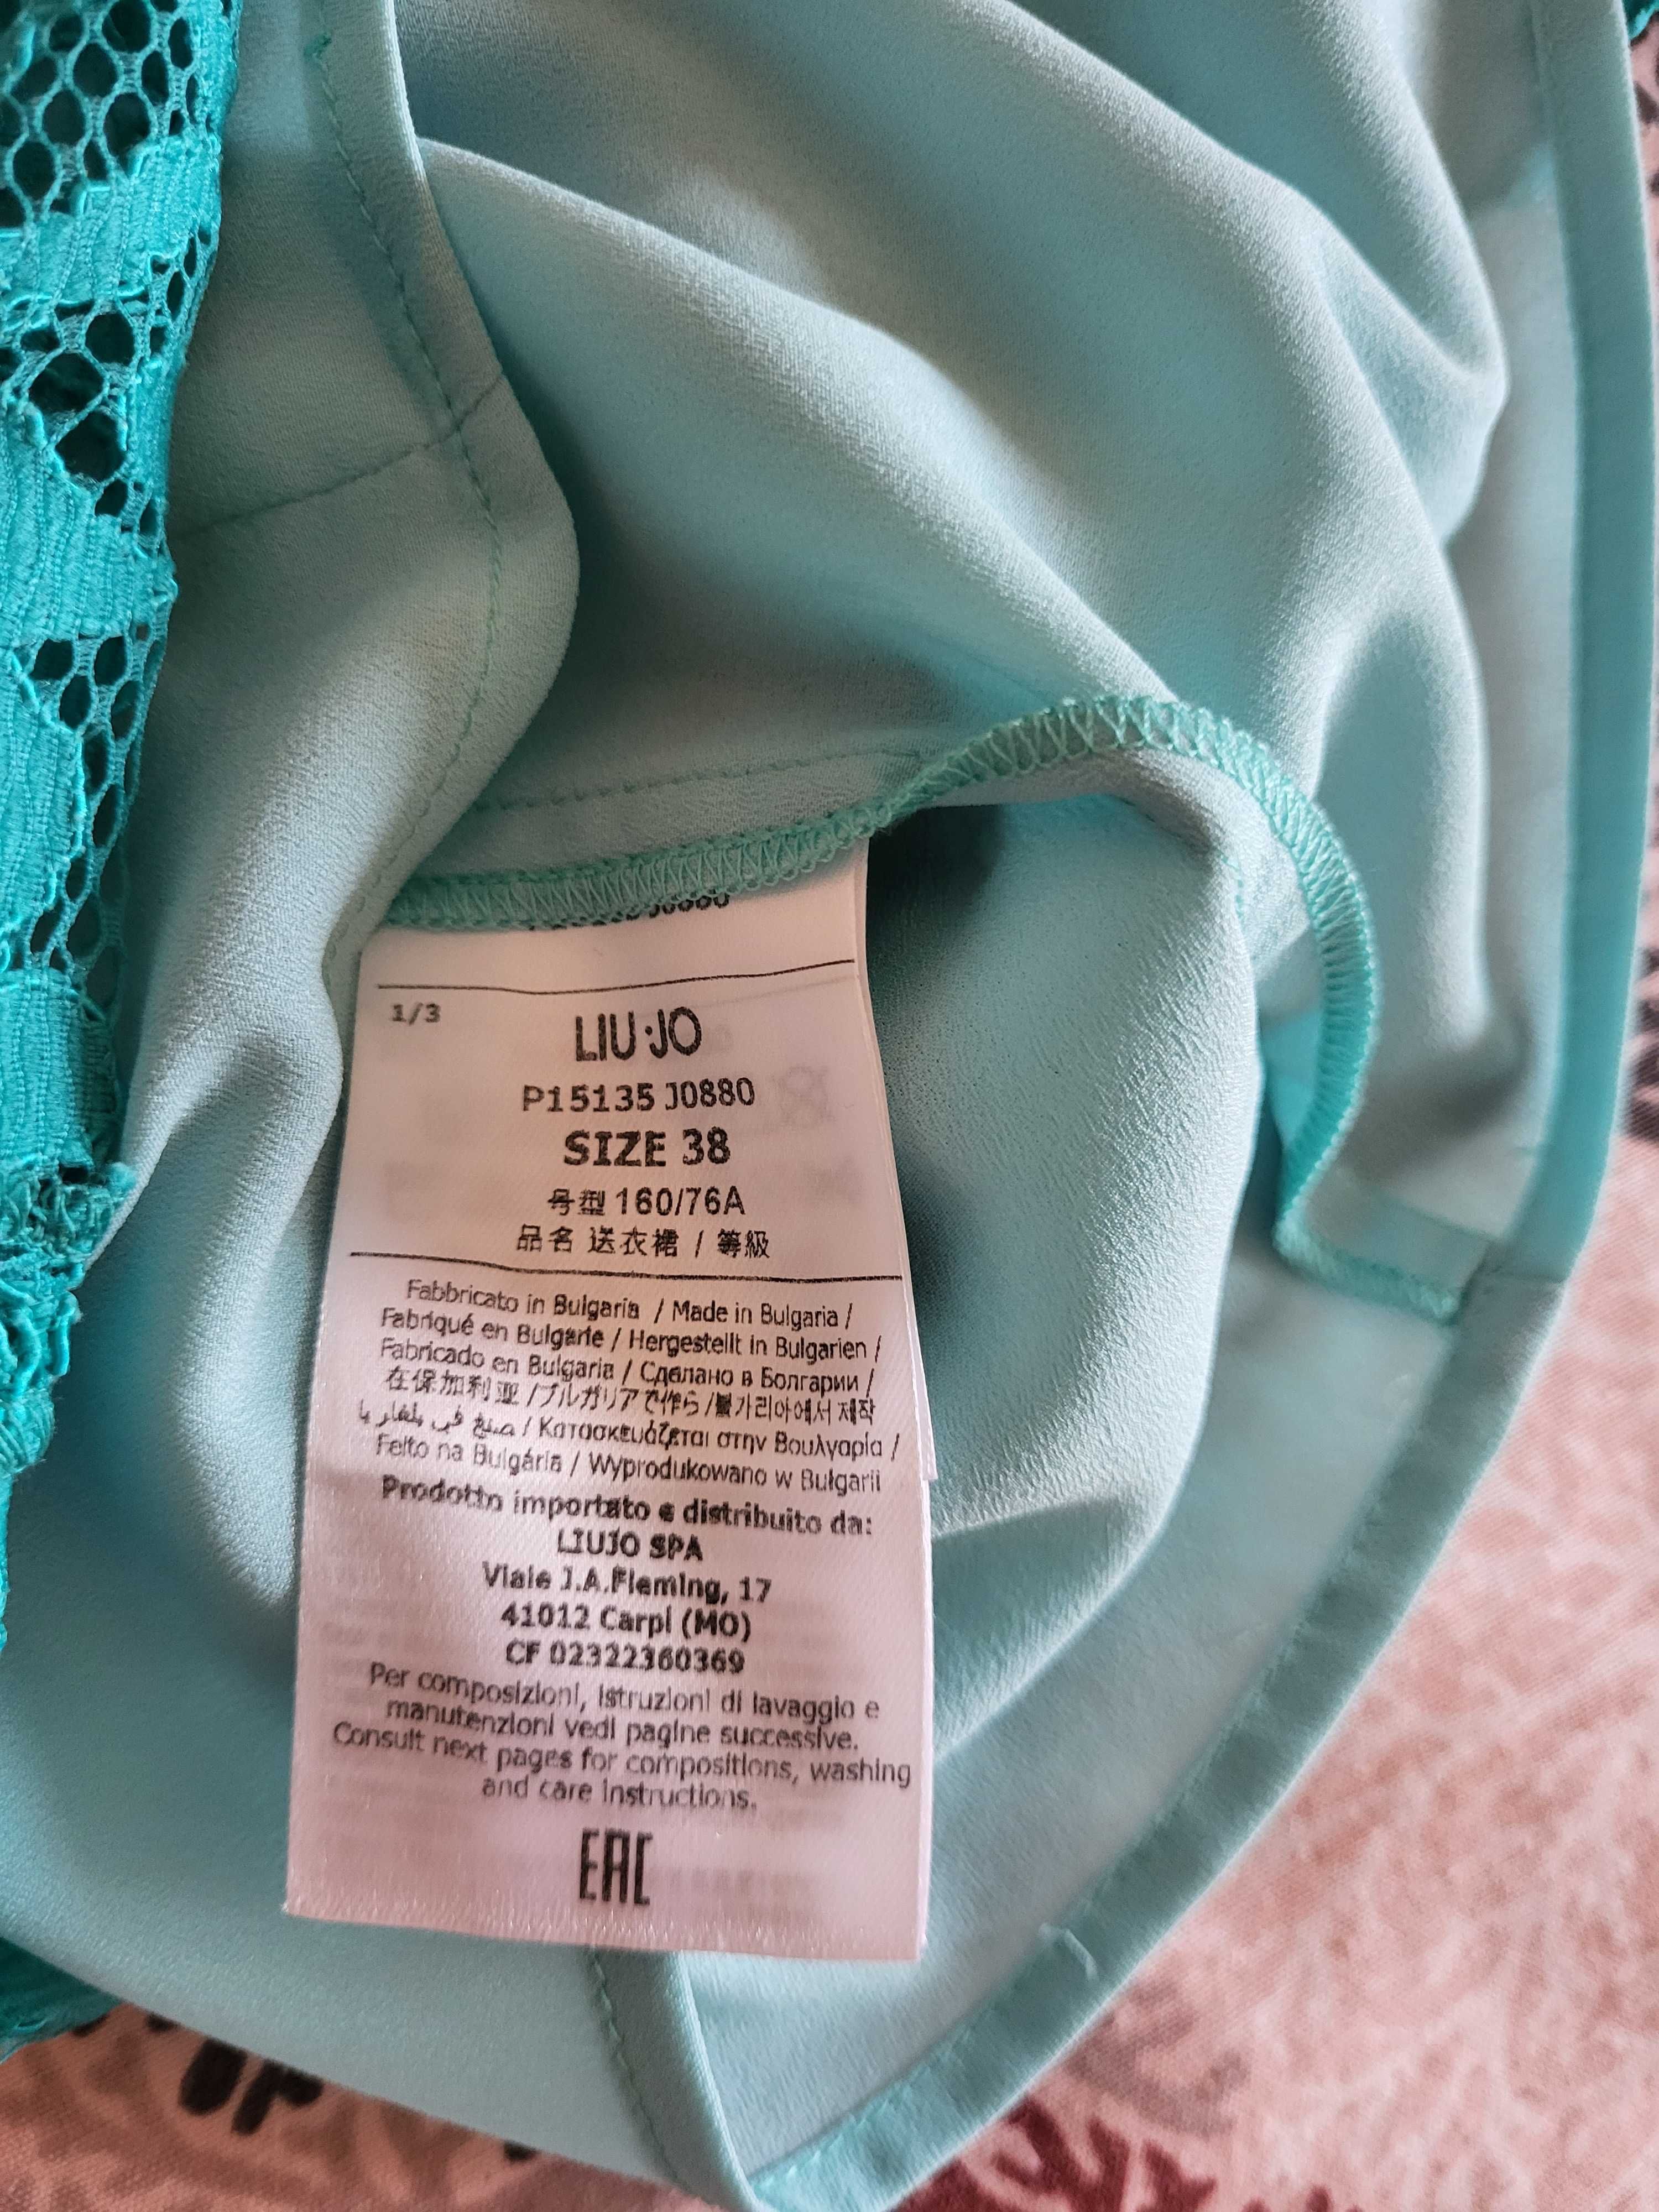 1/3
LIU·JO
P15135 J0880
SIZE 38
号型 160/76A
品名 送衣裙 / 等級
Fabbricato in Bulgaria / Made in Bulgaria /
Fabriqué en Bulgarie / Hergestellt in Bulgarien /
Fabricado en Bulgaria / Сделано в Болгарии /
在保加利亚 /ブルガリアで作ら /불가리아에서 제작
صنع في بلغار يا / Κατασκευάζεται στην Βουλγαρία /
Feito na Bulgária / Wyprodukowano w Bułgarii
Prodotto importato e distribuito da:
LIUJO SPA
Viale J.A.Fleming, 17
41012 Carpi (MO)
CF 02322360369
Per composizioni, istruzioni di lavaggio e
manutenzioni vedi pagine successive.
Consult next pages for compositions, washing
and care instructions.
EAC